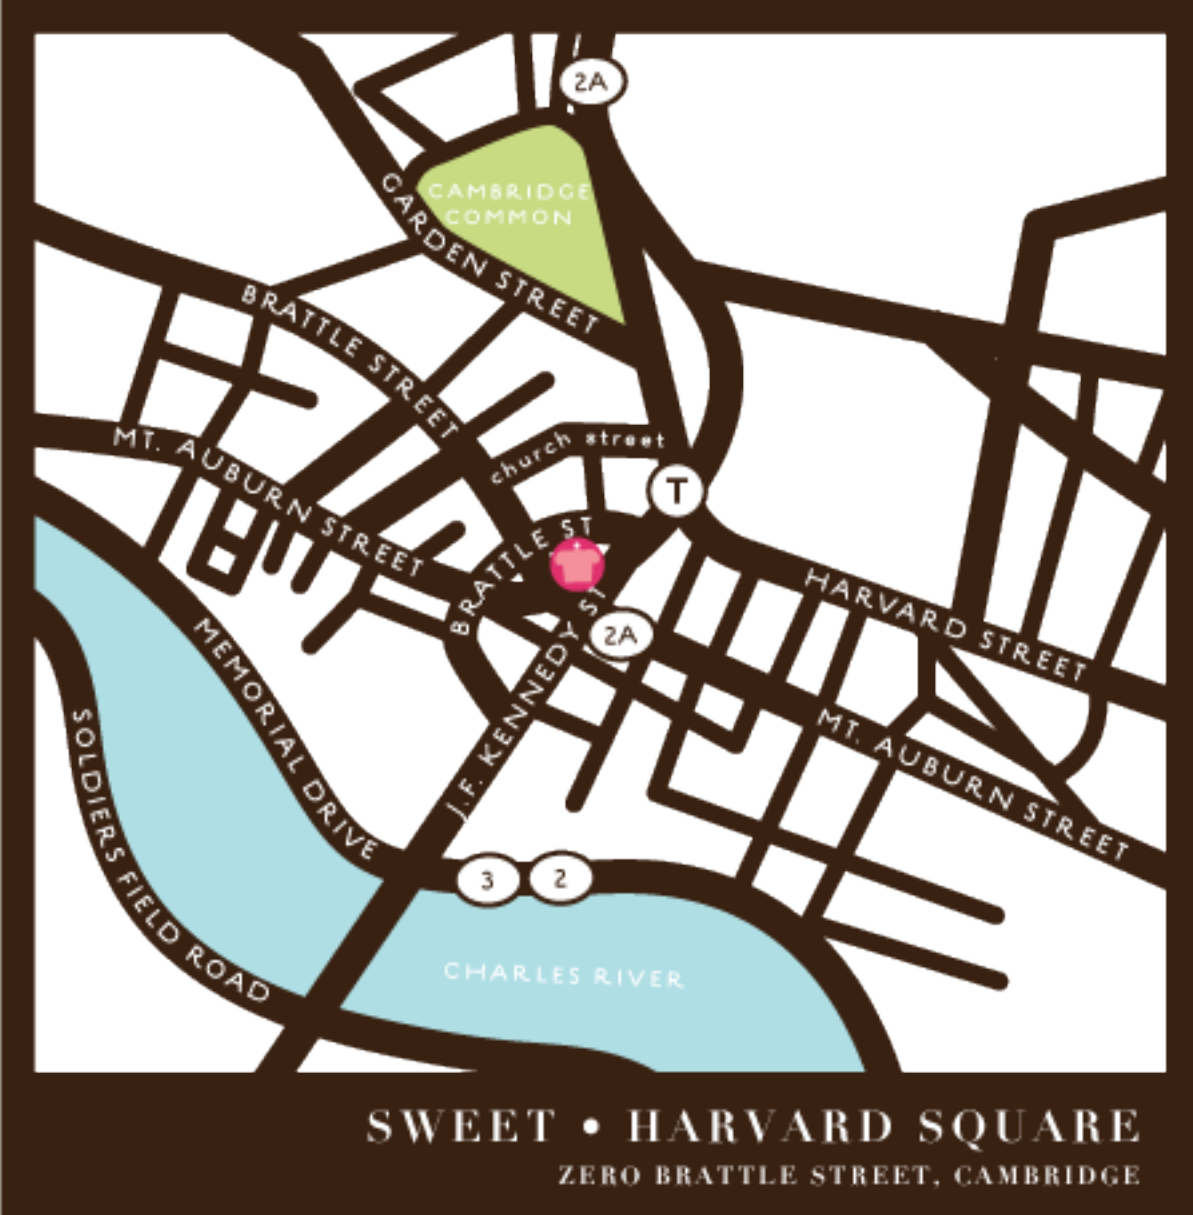 2A
CAMBRIDGE
COMMON
GARDEN STREET
BRATTLE STREET
church street
MT. AUBURN STREET
T
BRATTLE ST
HARVARD STREET
2A
J.F. KENNEDY ST
MEMORIAL DRIVE
SOLDIERS FIELD ROAD
MT. AUBURN STREET
3
2
CHARLES RIVER
SWEET • HARVARD SQUARE
ZERO BRATTLE STREET, CAMBRIDGE